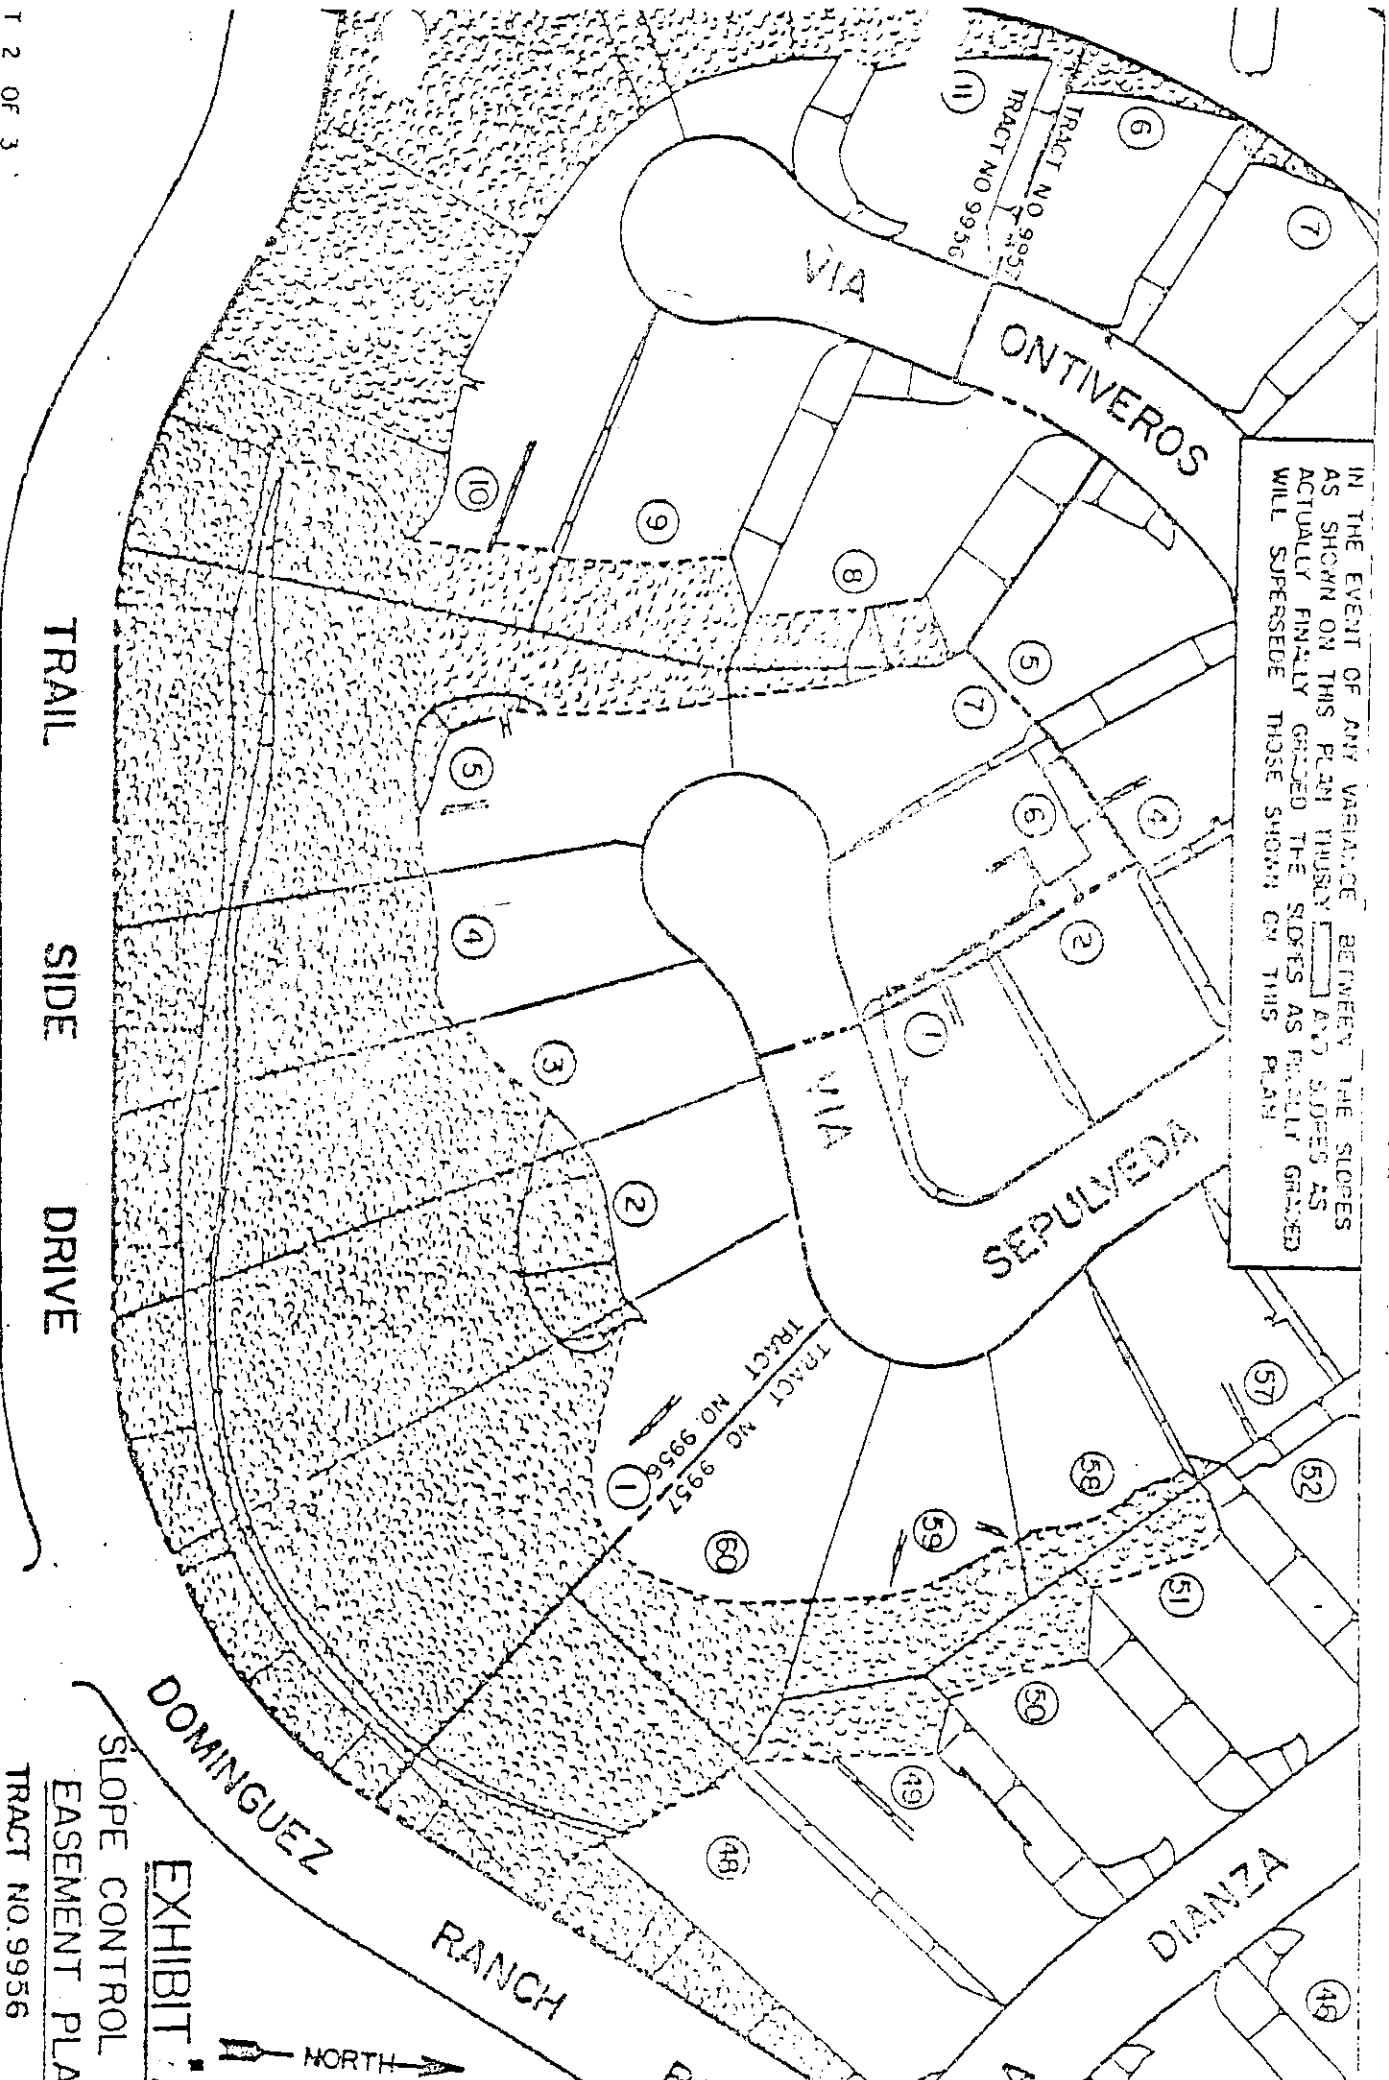 IN THE EVENT OF ANY VARIANCE BETWEEN THE SLOPES
AS SHOWN ON THIS PLAN THUSLY AND SLOPES AS
ACTUALLY FINALLY GRADED THE SLOPES AS FINALLY GRADED
WILL SUPERSEDE THOSE SHOWN ON THIS PLAN
7
6
TRACT NO 9957
TRACT NO 9956
11
VIA
ONTIVEROS
10
9
8
5
7
6
4
2
1
5
4
3
2
VIA
SEPULVEDA
TRACT NO 9957
TRACT NO. 9956
1
60
59
58
57
52
51
50
49
48
46
DIANZA
TRAIL SIDE DRIVE
DOMINGUEZ
RANCH
NORTH
EXHIBIT "
SLOPE CONTROL
EASEMENT PLA
TRACT NO. 9956
T 2 OF 3